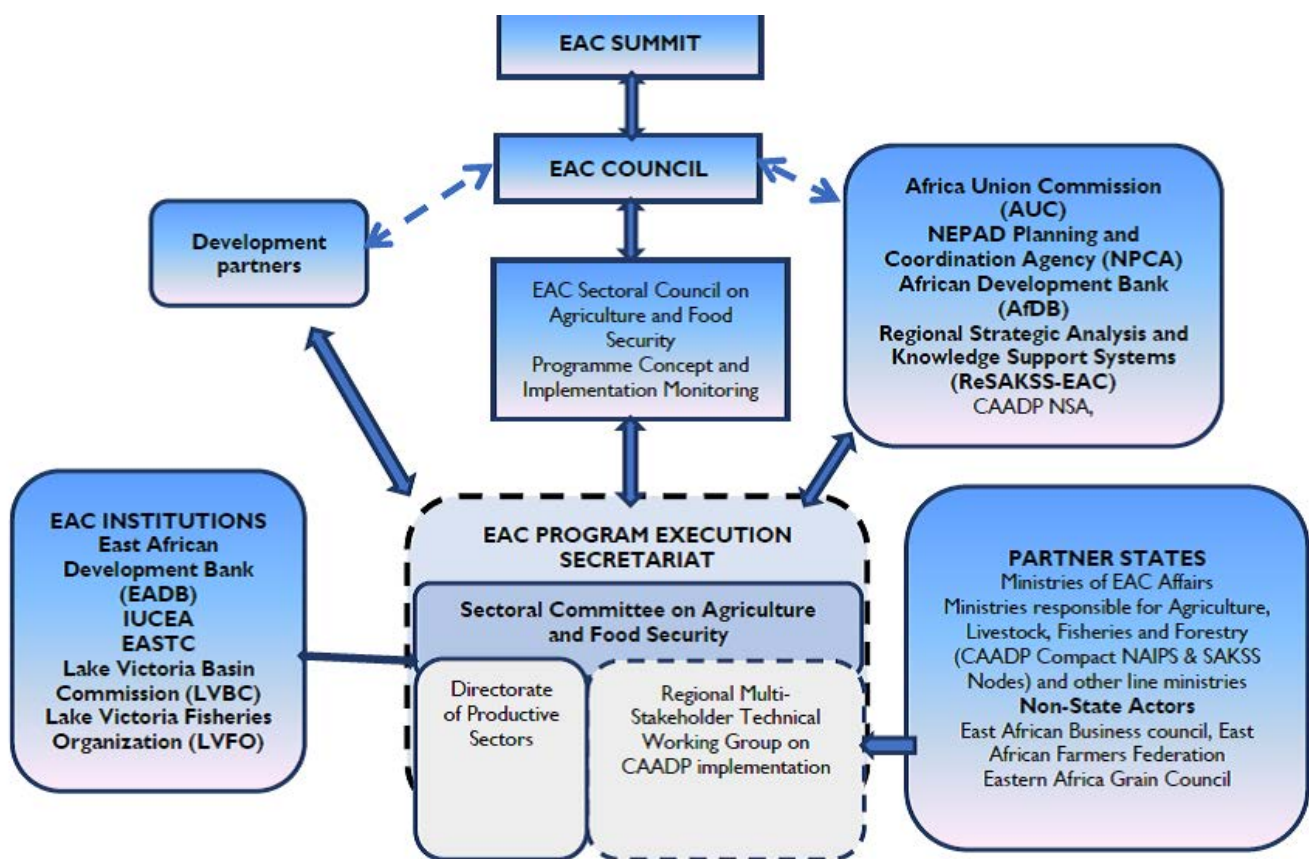 EAC SUMMIT
EAC COUNCIL
Development
partners
Africa Union Commission
(AUC)
NEPAD Planning and
Coordination Agency (NPCA)
African Development Bank
(AfDB)
Regional Strategic Analysis and
Knowledge Support Systems
(ReSAKSS-EAC)
CAADP NSA,
EAC Sectoral Council on
Agriculture and Food
Security
Programme Concept and
Implementation Monitoring
EAC INSTITUTIONS
East African
Development Bank
(EADB)
IUCEA
EASTC
Lake Victoria Basin
Commission (LVBC)
Lake Victoria Fisheries
Organization (LVFO)
EAC PROGRAM EXECUTION
SECRETARIAT
Sectoral Committee on Agriculture
and Food Security
Directorate
of Productive
Sectors
Regional Multi-
Stakeholder Technical
Working Group on
CAADP implementation
PARTNER STATES
Ministries of EAC Affairs
Ministries responsible for Agriculture,
Livestock, Fisheries and Forestry
(CAADP Compact NAIPS & SAKSS
Nodes) and other line ministries
Non-State Actors
East African Business council, East
African Farmers Federation
Eastern Africa Grain Council